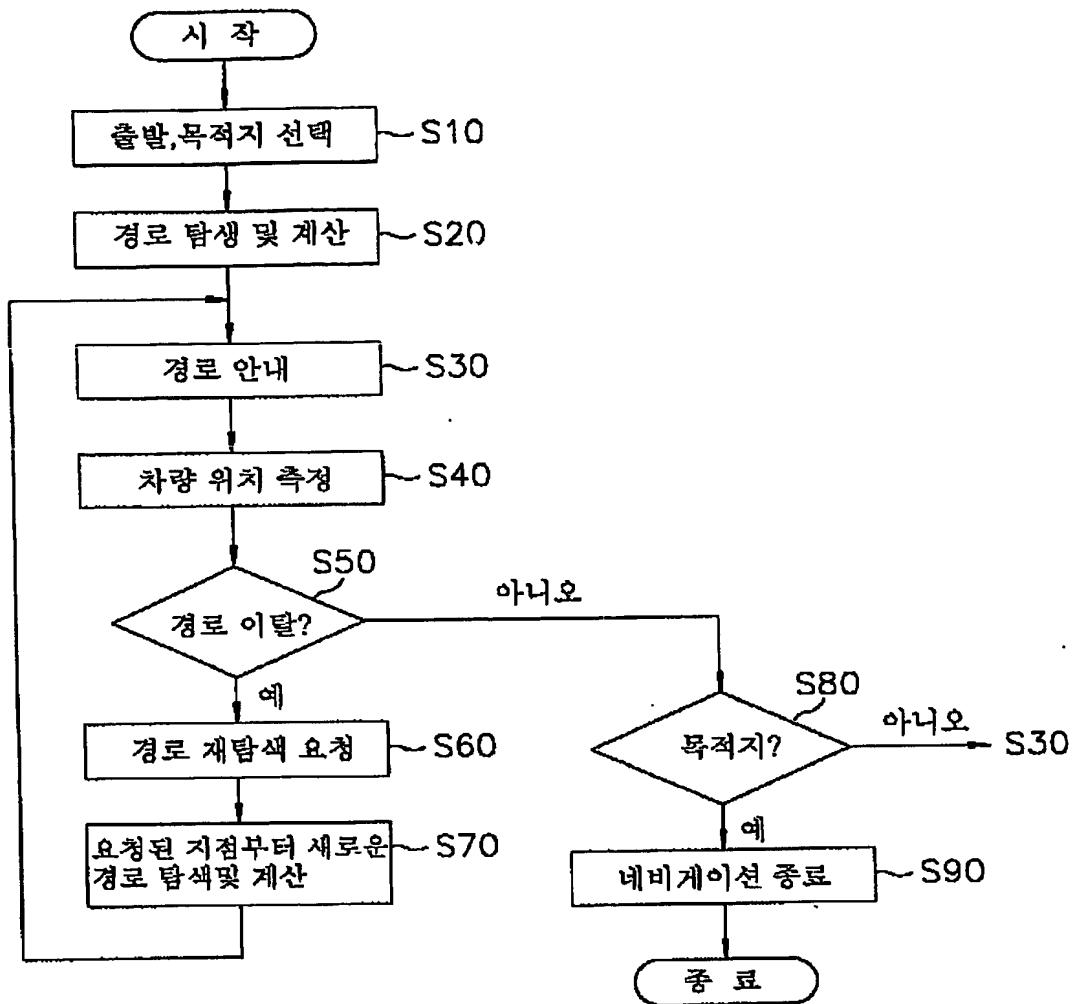 시 작
출발,목적지 선택
S10
경로 탐생 및 계산
S20
경로 안내
S30
차량 위치 측정
S40
S50
경로 이탈?
아니오
예
경로 재탐색 요청
S60
요청된 지점부터 새로운
경로 탐색및 계산
S70
S80
목적지?
아니오
S30
예
네비게이션 종료
S90
종 료